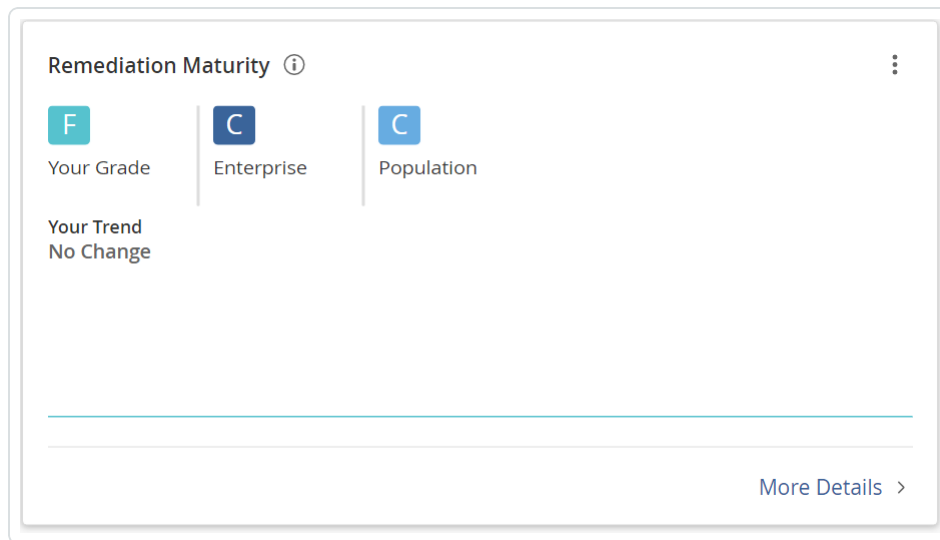 Remediation Maturity
F
Your Grade
C
Enterprise
C
Population
Your Trend
No Change
More Details